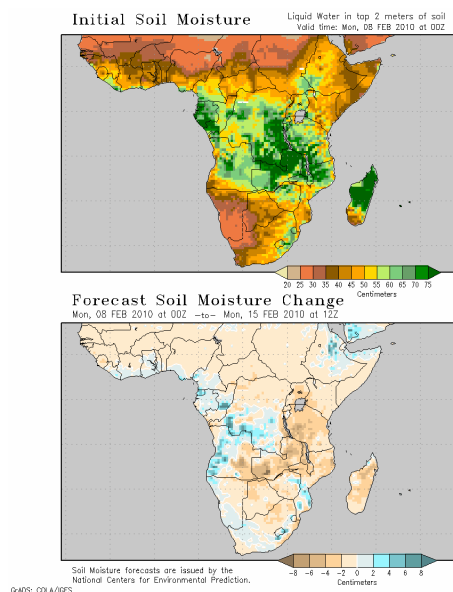 Initial Soil Moisture
Liquid Water in top 2 meters of soil
Valid time: Mon, 08 FEB 2010 at 00Z
20 25 30 35 40 45 50 55 60 65 70 75
Centimeters
Forecast Soil Moisture Change
Mon, 08 FEB 2010 at 00Z -to- Mon, 15 FEB 2010 at 12Z
Soil Moisture forecasts are issued by the
National Centers for Environmental Prediction.
-8 -6 -4 -2 0 2 4 6 8
Centimeters
GrADS: COLA/IGES